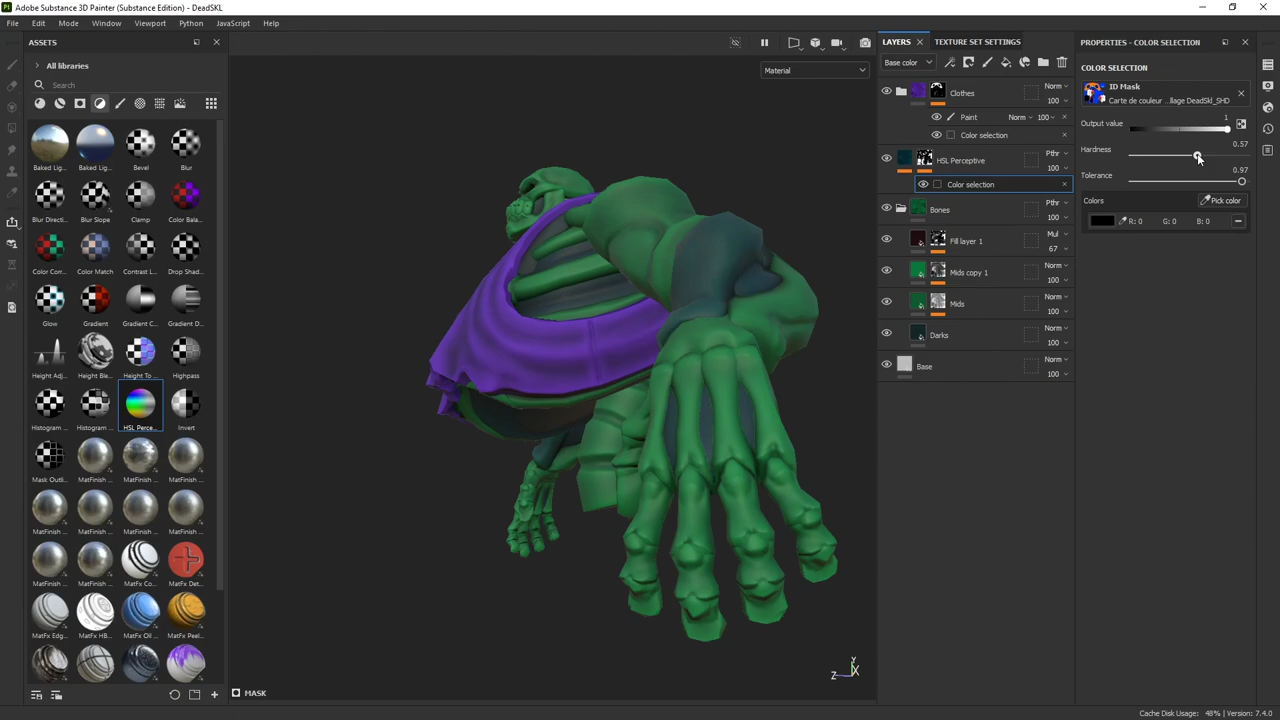 Pt Adobe Substance 3D Painter (Substance Edition) - DeadSKL
File Edit Mode Window Viewport Python JavaScript Help
ASSETS
All libraries
Search
Baked Lig... Baked Lig... Bevel Blur
Blur Directi... Blur Slope Clamp Color Bala...
Color Corr... Color Match Contrast L... Drop Shad...
Glow Gradient Gradient C... Gradient D...
Height Adj... Height Ble... Height To ... Highpass
Histogram ... Histogram ... HSL Perce... Invert
Mask Outli... MatFinish ... MatFinish ... MatFinish ...
MatFinish ... MatFinish ... MatFinish ... MatFinish ...
MatFinish ... MatFinish ... MatFx Co... MatFx Det...
MatFx Edg... MatFx HB... MatFx Oil ... MatFx Peel...
Material
Z Y X
MASK
LAYERS TEXTURE SET SETTINGS
Base color
Clothes Norm 100
Paint Norm 100
Color selection
HSL Perceptive Pthr 100
Color selection
Bones Pthr 100
Fill layer 1 Mul 67
Mids copy 1 Norm 100
Mids Norm 100
Darks Norm 100
Base Norm 100
PROPERTIES - COLOR SELECTION
COLOR SELECTION
ID Mask
Carte de couleur ...llage DeadSkl_SHD
Output value 1
Hardness 0.57
Tolerance 0.97
Colors Pick color
R: 0 G: 0 B: 0
Cache Disk Usage: 48% | Version: 7.4.0